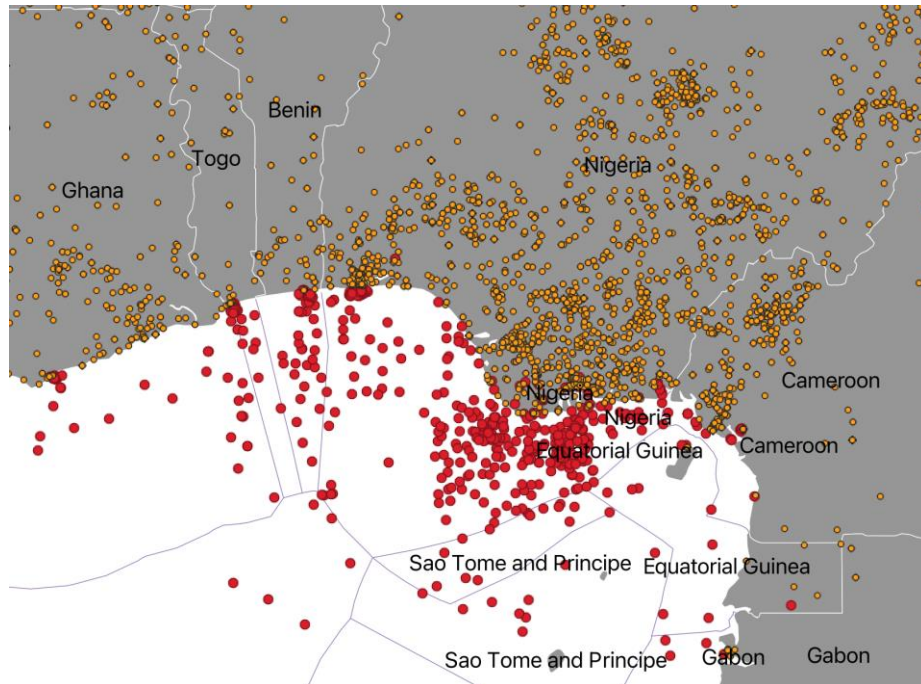 Benin
Togo
Nigeria
Ghana
Cameroon
Nigeria
Nigeria
Cameroon
Equatorial Guinea
Sao Tome and Principe
Equatorial Guinea
Sao Tome and Principe
Gabon
Gabon